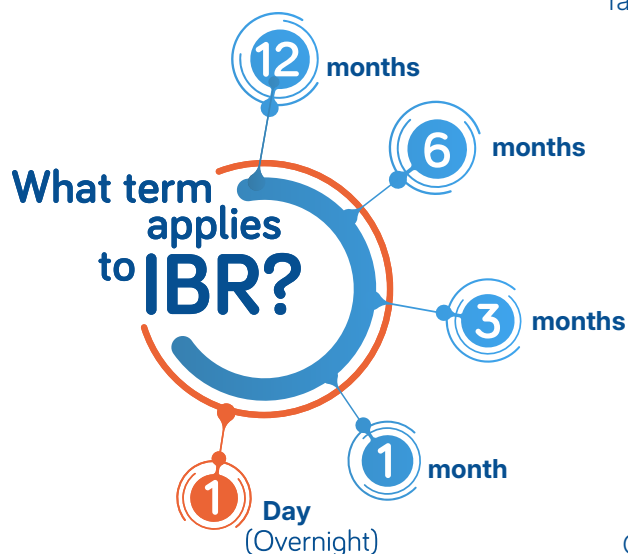 What term
applies
to IBR?
12 months
6 months
3 months
1 month
1 Day
(Overnight)